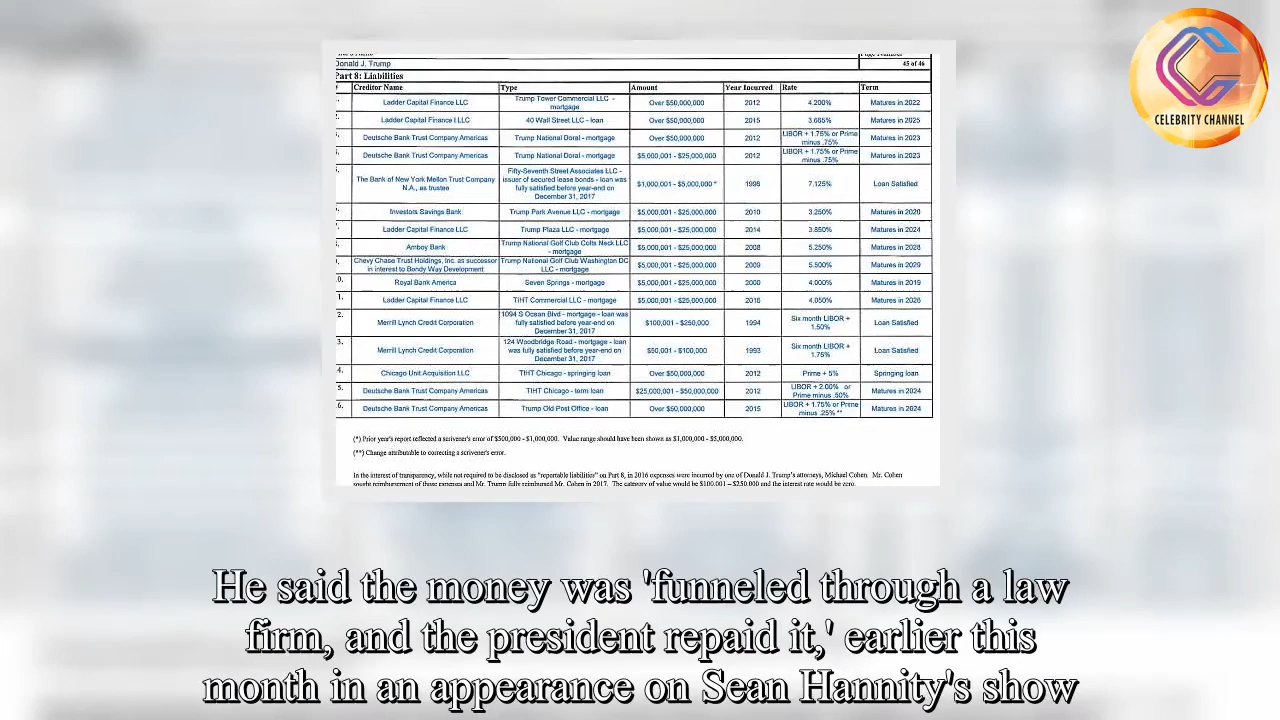 Donald J. Trump
45 of 46
Part 8: Liabilities
Creditor Name Type Amount Year Incurred Rate Term
Ladder Capital Finance LLC Trump Tower Commercial LLC - mortgage Over $50,000,000 2012 4.200% Matures in 2022
Ladder Capital Finance I LLC 40 Wall Street LLC - loan Over $50,000,000 2015 3.665% Matures in 2025
Deutsche Bank Trust Company Americas Trump National Doral - mortgage Over $50,000,000 2012 LIBOR + 1.75% or Prime minus .75% Matures in 2023
Deutsche Bank Trust Company Americas Trump National Doral - mortgage $5,000,001 - $25,000,000 2012 LIBOR + 1.75% or Prime minus .75% Matures in 2023
The Bank of New York Mellon Trust Company N.A., as trustee Fifty-Seventh Street Associates LLC - issuer of secured lease bonds - loan was fully satisfied before year-end on December 31, 2017 $1,000,001 - $5,000,000 * 1996 7.125% Loan Satisfied
Investors Savings Bank Trump Park Avenue LLC - mortgage $5,000,001 - $25,000,000 2010 3.250% Matures in 2020
Ladder Capital Finance LLC Trump Plaza LLC - mortgage $5,000,001 - $25,000,000 2014 3.850% Matures in 2024
Amboy Bank Trump National Golf Club Colts Neck LLC - mortgage $5,000,001 - $25,000,000 2008 5.250% Matures in 2028
Chevy Chase Trust Holdings, Inc. as successor in interest to Bondy Way Development Trump National Golf Club Washington DC LLC - mortgage $5,000,001 - $25,000,000 2009 5.500% Matures in 2029
0. Royal Bank America Seven Springs - mortgage $5,000,001 - $25,000,000 2000 4.000% Matures in 2019
1. Ladder Capital Finance LLC TIHT Commercial LLC - mortgage $5,000,001 - $25,000,000 2016 4.050% Matures in 2026
2. Merrill Lynch Credit Corporation 1094 S Ocean Blvd - mortgage - loan was fully satisfied before year-end on December 31, 2017 $100,001 - $250,000 1994 Six month LIBOR + 1.50% Loan Satisfied
3. Merrill Lynch Credit Corporation 124 Woodbridge Road - mortgage - loan was fully satisfied before year-end on December 31, 2017 $50,001 - $100,000 1993 Six month LIBOR + 1.75% Loan Satisfied
4. Chicago Unit Acquisition LLC TIHT Chicago - springing loan Over $50,000,000 2012 Prime + 5% Springing loan
5. Deutsche Bank Trust Company Americas TIHT Chicago - term loan $25,000,001 - $50,000,000 2012 LIBOR + 2.00% or Prime minus .50% Matures in 2024
6. Deutsche Bank Trust Company Americas Trump Old Post Office - loan Over $50,000,000 2015 LIBOR + 1.75% or Prime minus .25% ** Matures in 2024
(*) Prior year's report reflected a scrivener's error of $500,000 - $1,000,000. Value range should have been shown as $1,000,000 - $5,000,000.
(**) Change attributable to correcting a scrivener's error.
In the interest of transparency, while not required to be disclosed as "reportable liabilities" on Part 8, in 2016 expenses were incurred by one of Donald J. Trump's attorneys, Michael Cohen. Mr. Cohen
sought reimbursement of those expenses and Mr. Trump fully reimbursed Mr. Cohen in 2017. The category of value would be $100,001 - $250,000 and the interest rate would be zero.
CELEBRITY CHANNEL
He said the money was 'funneled through a law
firm, and the president repaid it,' earlier this
month in an appearance on Sean Hannity's show